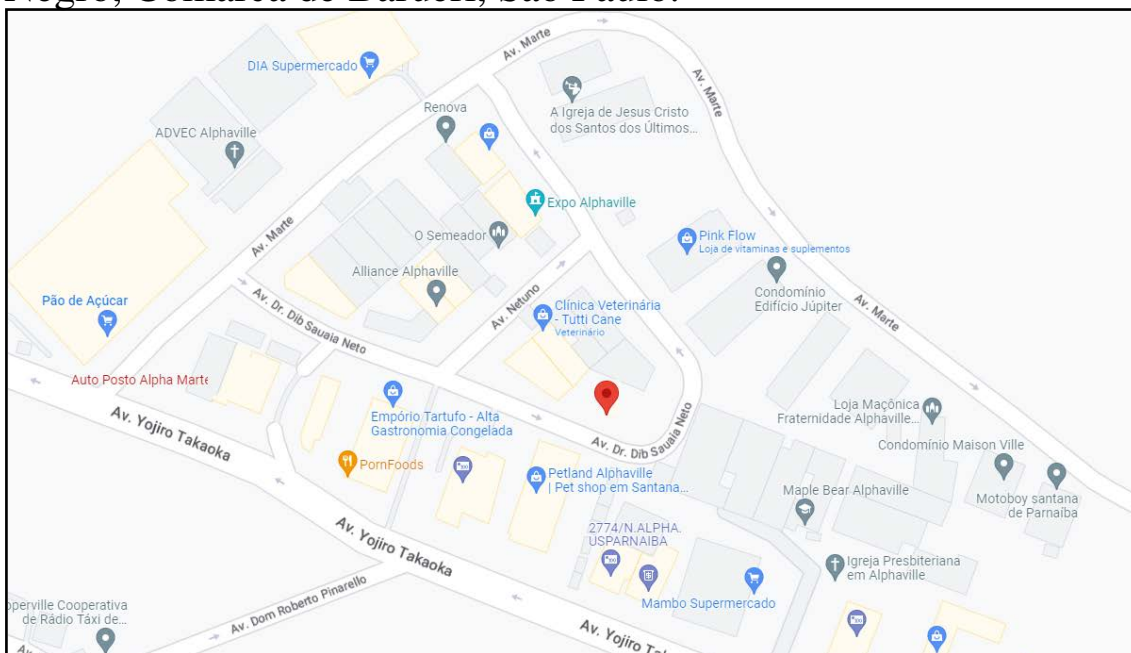 Negro, Comarca de Barueri, São Paulo.
Av. Marte
DIA Supermercado
Av. Marte
Renova
A Igreja de Jesus Cristo
dos Santos dos Últimos...
ADVEC Alphaville
Expo Alphaville
Av. Marte
O Semeador
Pink Flow
Loja de vitaminas e suplementos
Alliance Alphaville
Condomínio
Edifício Júpiter
Pão de Açúcar
Av. Netuno
Clínica Veterinária
- Tutti Cane
Veterinário
Av. Dr. Dib Sauaia Neto
Av. Marte
Auto Posto Alpha Marte
Empório Tartufo - Alta
Gastronomia Congelada
Loja Maçônica
Fraternidade Alphaville...
Av. Yojiro Takaoka
Av. Dr. Dib Sauaia Neto
Condomínio Maison Ville
PornFoods
Petland Alphaville
| Pet shop em Santana...
Maple Bear Alphaville
Motoboy santana
de Parnaíba
2774/N.ALPHA.
USPARNAIBA
Av. Yojiro Takaoka
Igreja Presbiteriana
em Alphaville
Mambo Supermercado
operville Cooperativa
de Rádio Táxi de...
Av. Dom Roberto Pinarello
Av. Yojiro